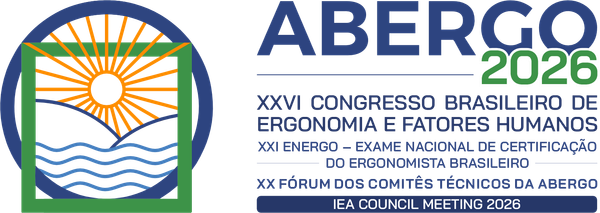 ABERGO
2026
XXVI CONGRESSO BRASILEIRO DE
ERGONOMIA E FATORES HUMANOS
XXI ENERGO – EXAME NACIONAL DE CERTIFICAÇÃO
DO ERGONOMISTA BRASILEIRO
XX FÓRUM DOS COMITÊS TÉCNICOS DA ABERGO
IEA COUNCIL MEETING 2026